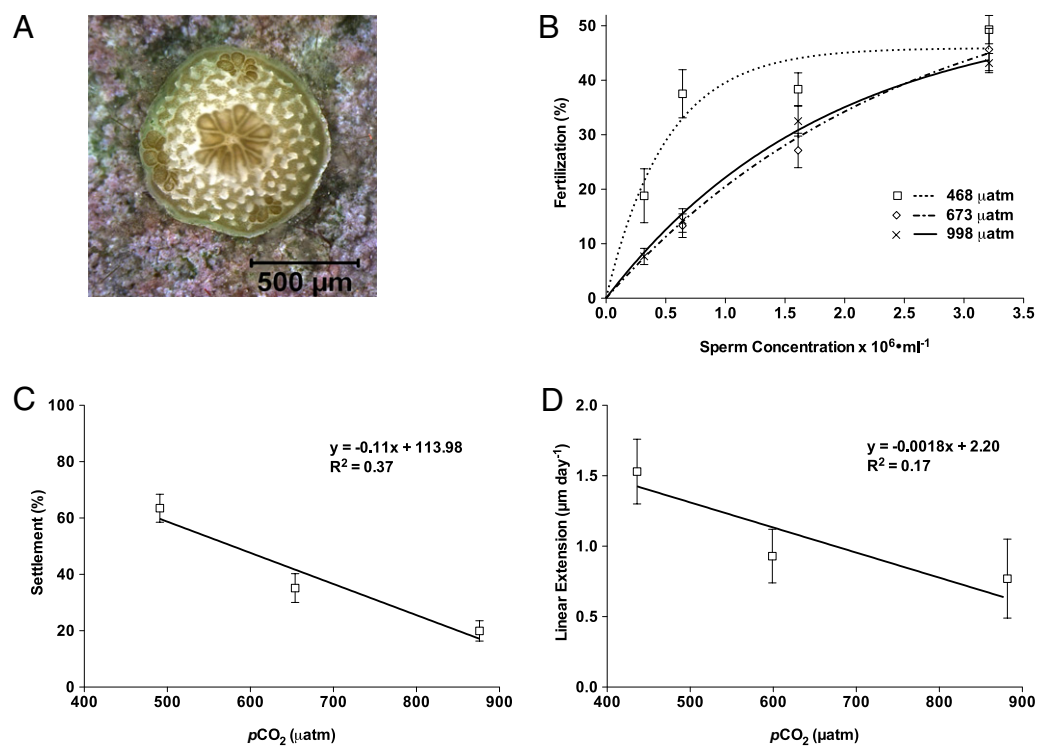 A
500 µm
B
Fertilization (%)
50
40
30
20
10
0
468 µatm
673 µatm
998 µatm
0.0 0.5 1.0 1.5 2.0 2.5 3.0 3.5
Sperm Concentration x 10⁶•ml⁻¹
C
Settlement (%)
100
80
60
40
20
0
y = -0.11x + 113.98
R² = 0.37
400 500 600 700 800 900
pCO₂ (µatm)
D
Linear Extension (µm day⁻¹)
2.0
1.5
1.0
0.5
0.0
y = -0.0018x + 2.20
R² = 0.17
400 500 600 700 800 900
pCO₂ (µatm)